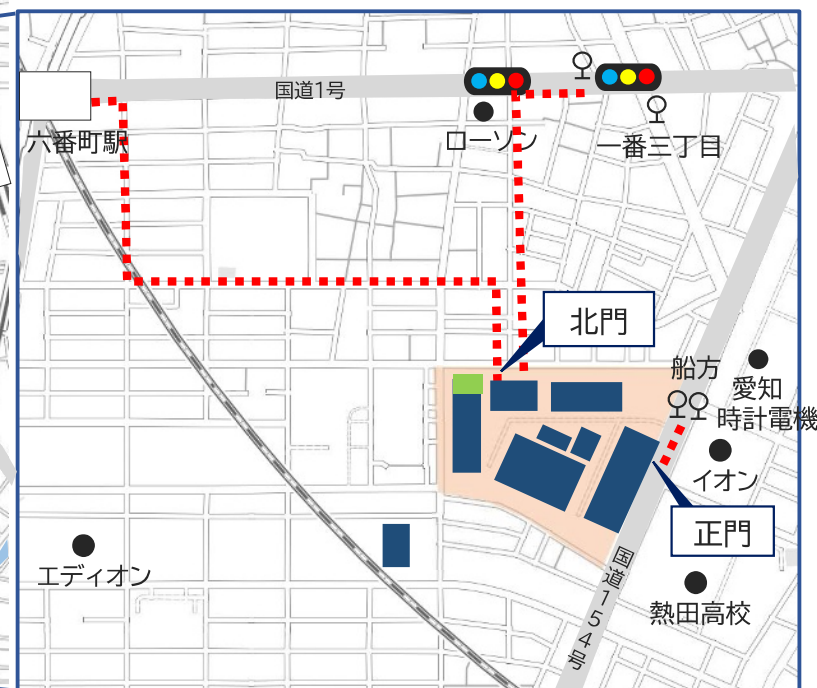 国道1号
六番町駅
ローソン
一番三丁目
北門
船方
愛知
時計電機
イオン
正門
エディオン
国道154号
熱田高校